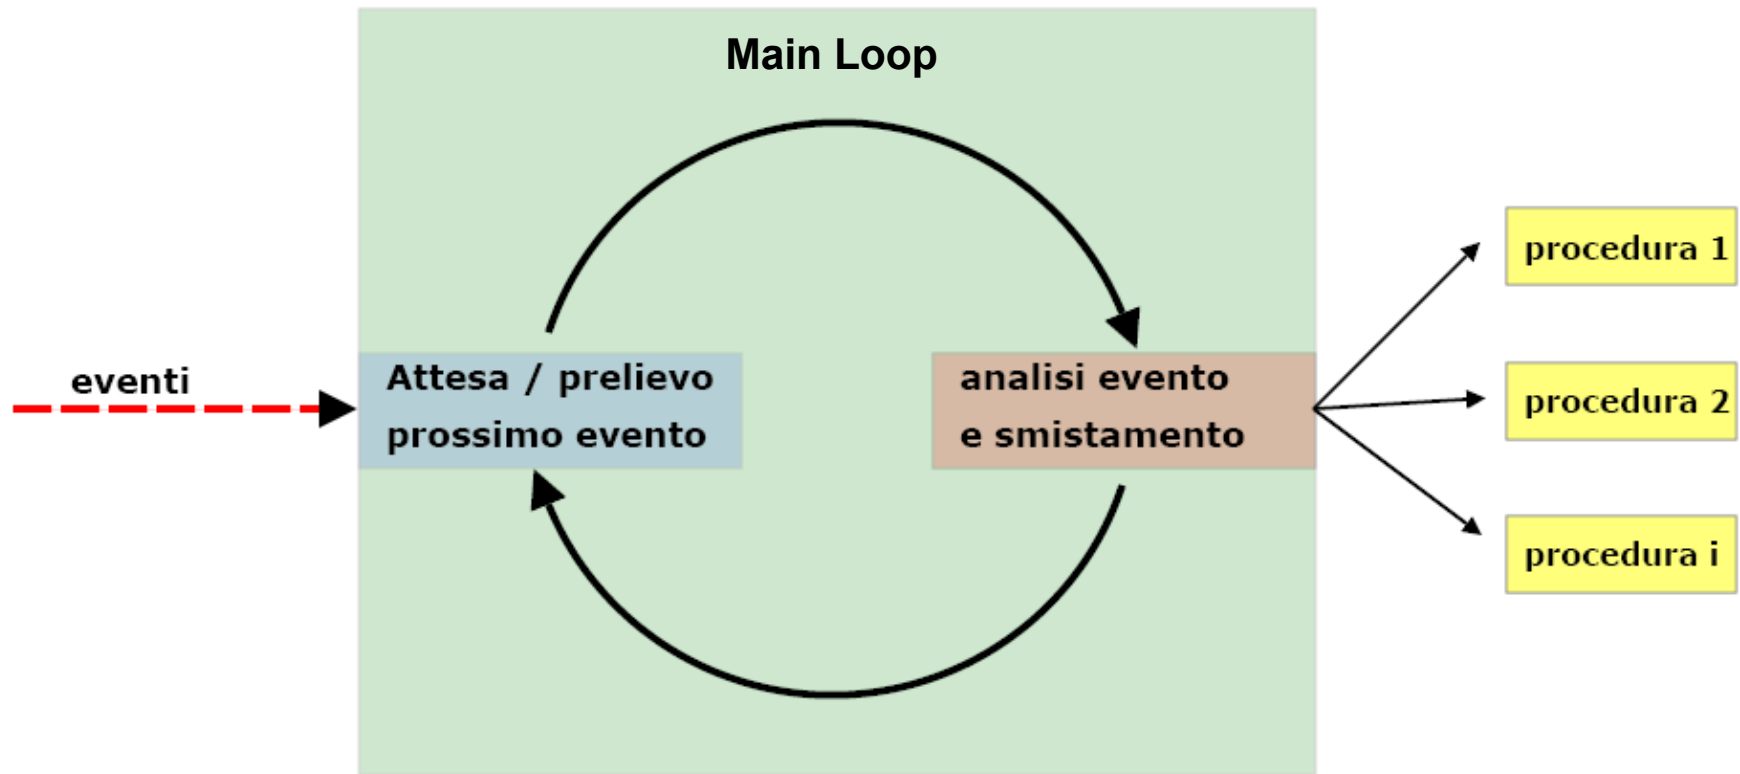 Main Loop
eventi
Attesa / prelievo
prossimo evento
analisi evento
e smistamento
procedura 1
procedura 2
procedura i